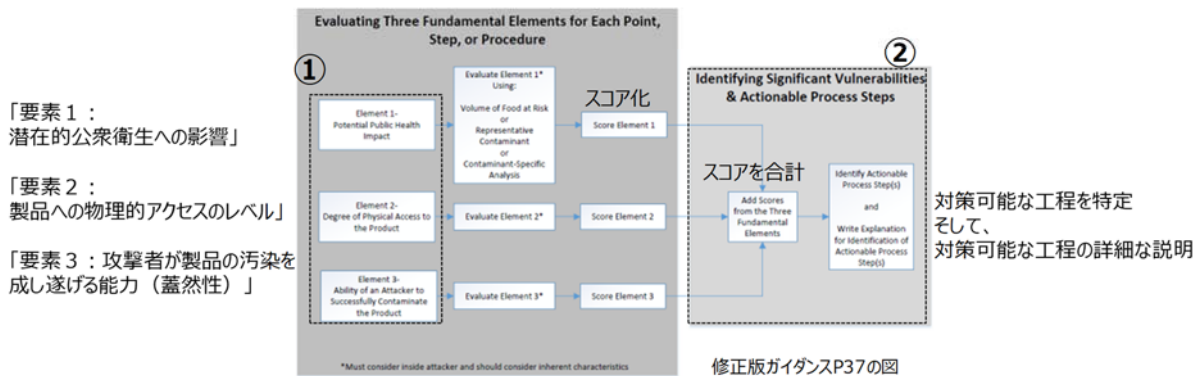 Evaluating Three Fundamental Elements for Each Point,
Step, or Procedure
①
②
Identifying Significant Vulnerabilities
& Actionable Process Steps
「要素１：
潜在的公衆衛生への影響」
「要素２：
製品への物理的アクセスのレベル」
「要素３：攻撃者が製品の汚染を
成し遂げる能力（蓋然性）」
Element 1-
Potential Public Health
Impact
Evaluate Element 1*
Using:
Volume of Food at Risk
or
Representative
Contaminant
or
Contaminant-Specific
Analysis
スコア化
Score Element 1
Element 2-
Degree of Physical Access to
the Product
Evaluate Element 2*
Score Element 2
Element 3-
Ability of an Attacker to
Successfully Contaminate
the Product
Evaluate Element 3*
Score Element 3
スコアを合計
Add Scores
from the Three
Fundamental
Elements
Identify Actionable
Process Step(s)
and
Write Explanation
for Identification of
Actionable Process
Step(s)
対策可能な工程を特定
そして、
対策可能な工程の詳細な説明
*Must consider inside attacker and should consider inherent characteristics
修正版ガイダンスP37の図